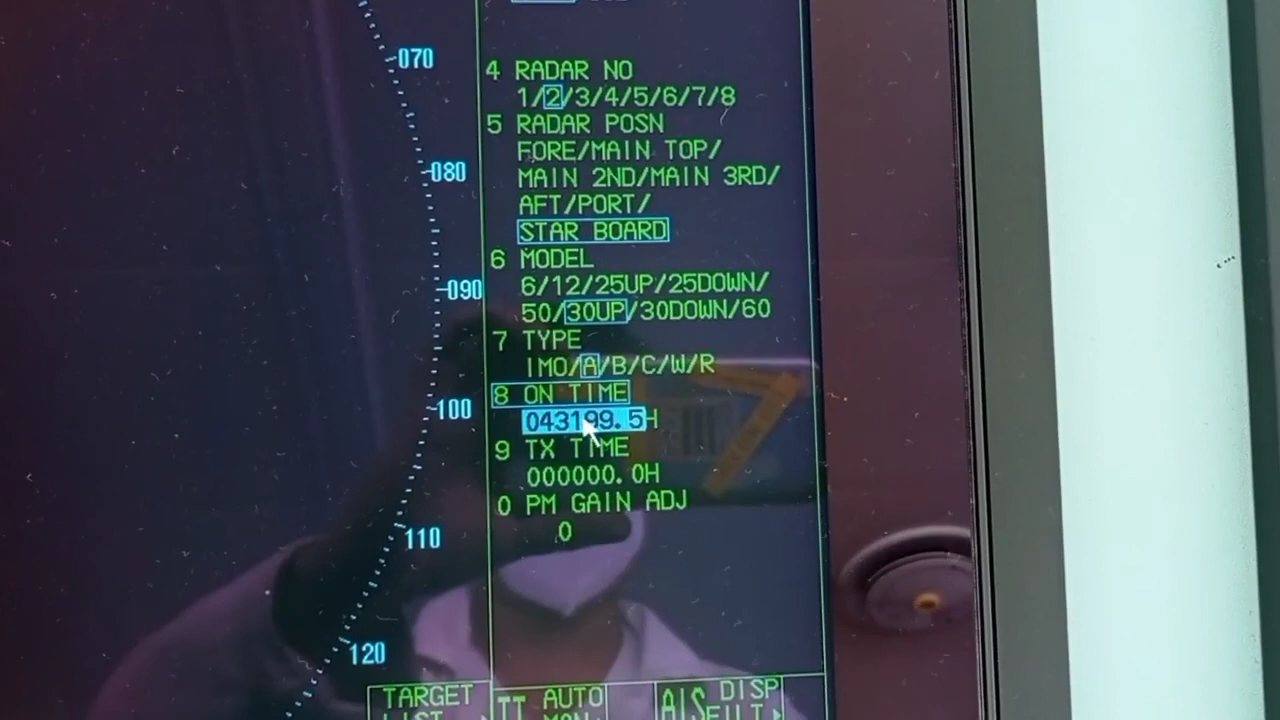 070
080
090
100
110
120
4 RADAR NO
1/2/3/4/5/6/7/8
5 RADAR POSN
FORE/MAIN TOP/
MAIN 2ND/MAIN 3RD/
AFT/PORT/
STAR BOARD
6 MODEL
6/12/25UP/25DOWN/
50/30UP/30DOWN/60
7 TYPE
IMO/A/B/C/W/R
8 ON TIME
043199.5H
9 TX TIME
000000.0H
0 PM GAIN ADJ
0
TARGET
LIST
TT AUTO
MAN
AIS DISP
FILT